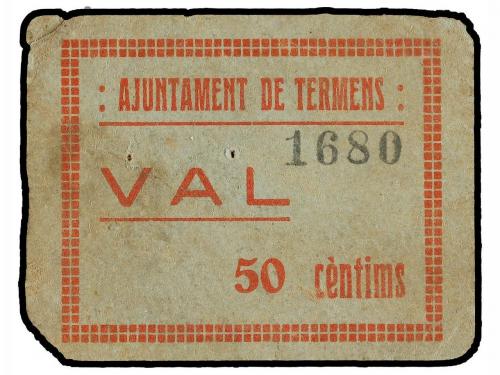 : AJUNTAMENT DE TERMENS :
1680
VAL
50 cèntims